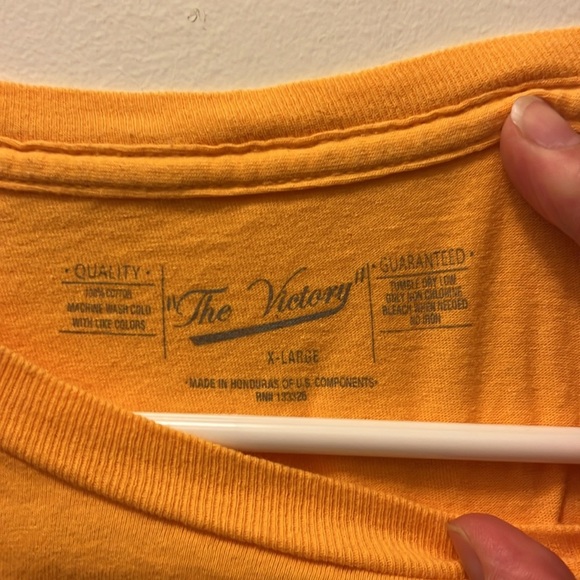 • QUALITY •
100% COTTON
MACHINE WASH COLD
WITH LIKE COLORS
"The Victory"
X-LARGE
• GUARANTEED •
TUMBLE DRY LOW
ONLY NON CHLORINE
BLEACH WHEN NEEDED
NO IRON
•MADE IN HONDURAS OF U.S. COMPONENTS•
RN# 133326